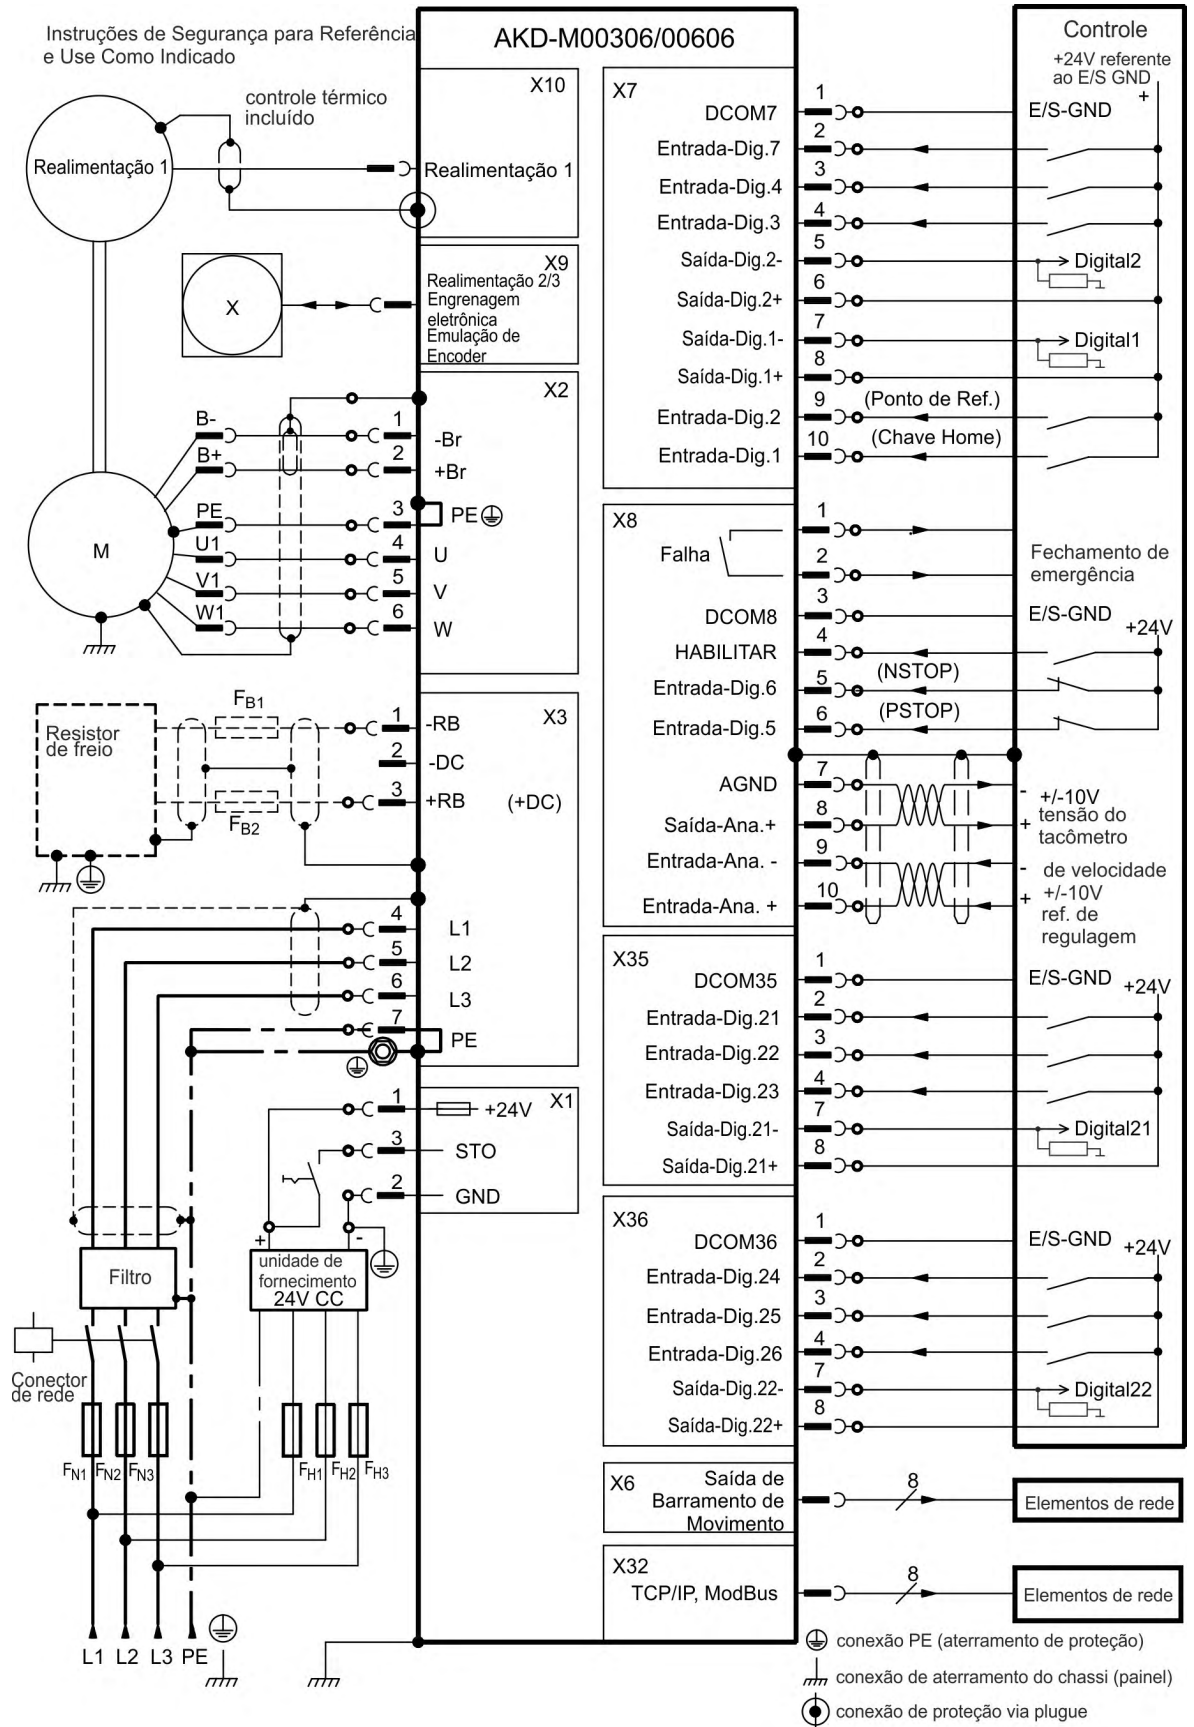 Instruções de Segurança para Referência
e Use Como Indicado
AKD-M00306/00606
Controle
+24V referente
ao E/S GND
+
X10
controle térmico
incluído
Realimentação 1
Realimentação 1
X9
Realimentação 2/3
Engrenagem
eletrônica
Emulação de
Encoder
X
X2
B-
1
-Br
B+
2
+Br
PE
3
PE
U1
4
U
V1
5
V
W1
6
W
M
X3
Resistor
de freio
FB1
1
-RB
2
-DC
3
+RB
(+DC)
FB2
4
L1
5
L2
6
L3
7
PE
X1
1
+24V
3
STO
2
GND
+
-
unidade de
fornecimento
24V CC
Filtro
Conector
de rede
FN1
FN2
FN3
FH1
FH2
FH3
L1
L2
L3
PE
X7
DCOM7
1
E/S-GND
Entrada-Dig.7
2
Entrada-Dig.4
3
Entrada-Dig.3
4
Saída-Dig.2-
5
Digital2
Saída-Dig.2+
6
Saída-Dig.1-
7
Digital1
Saída-Dig.1+
8
Entrada-Dig.2
9
(Ponto de Ref.)
Entrada-Dig.1
10
(Chave Home)
X8
Falha
1
2
Fechamento de
emergência
DCOM8
3
E/S-GND
+24V
HABILITAR
4
Entrada-Dig.6
5
(NSTOP)
Entrada-Dig.5
6
(PSTOP)
AGND
7
-
Saída-Ana.+
8
+
+/-10V
tensão do
tacômetro
Entrada-Ana. -
9
-
Entrada-Ana. +
10
+
de velocidade
+/-10V
ref. de
regulagem
X35
DCOM35
1
E/S-GND
+24V
Entrada-Dig.21
2
Entrada-Dig.22
3
Entrada-Dig.23
4
Saída-Dig.21-
7
Digital21
Saída-Dig.21+
8
X36
DCOM36
1
E/S-GND
+24V
Entrada-Dig.24
2
Entrada-Dig.25
3
Entrada-Dig.26
4
Saída-Dig.22-
7
Digital22
Saída-Dig.22+
8
X6
Saída de
Barramento de
Movimento
8
Elementos de rede
X32
TCP/IP, ModBus
8
Elementos de rede
conexão PE (aterramento de proteção)
conexão de aterramento do chassi (painel)
conexão de proteção via plugue